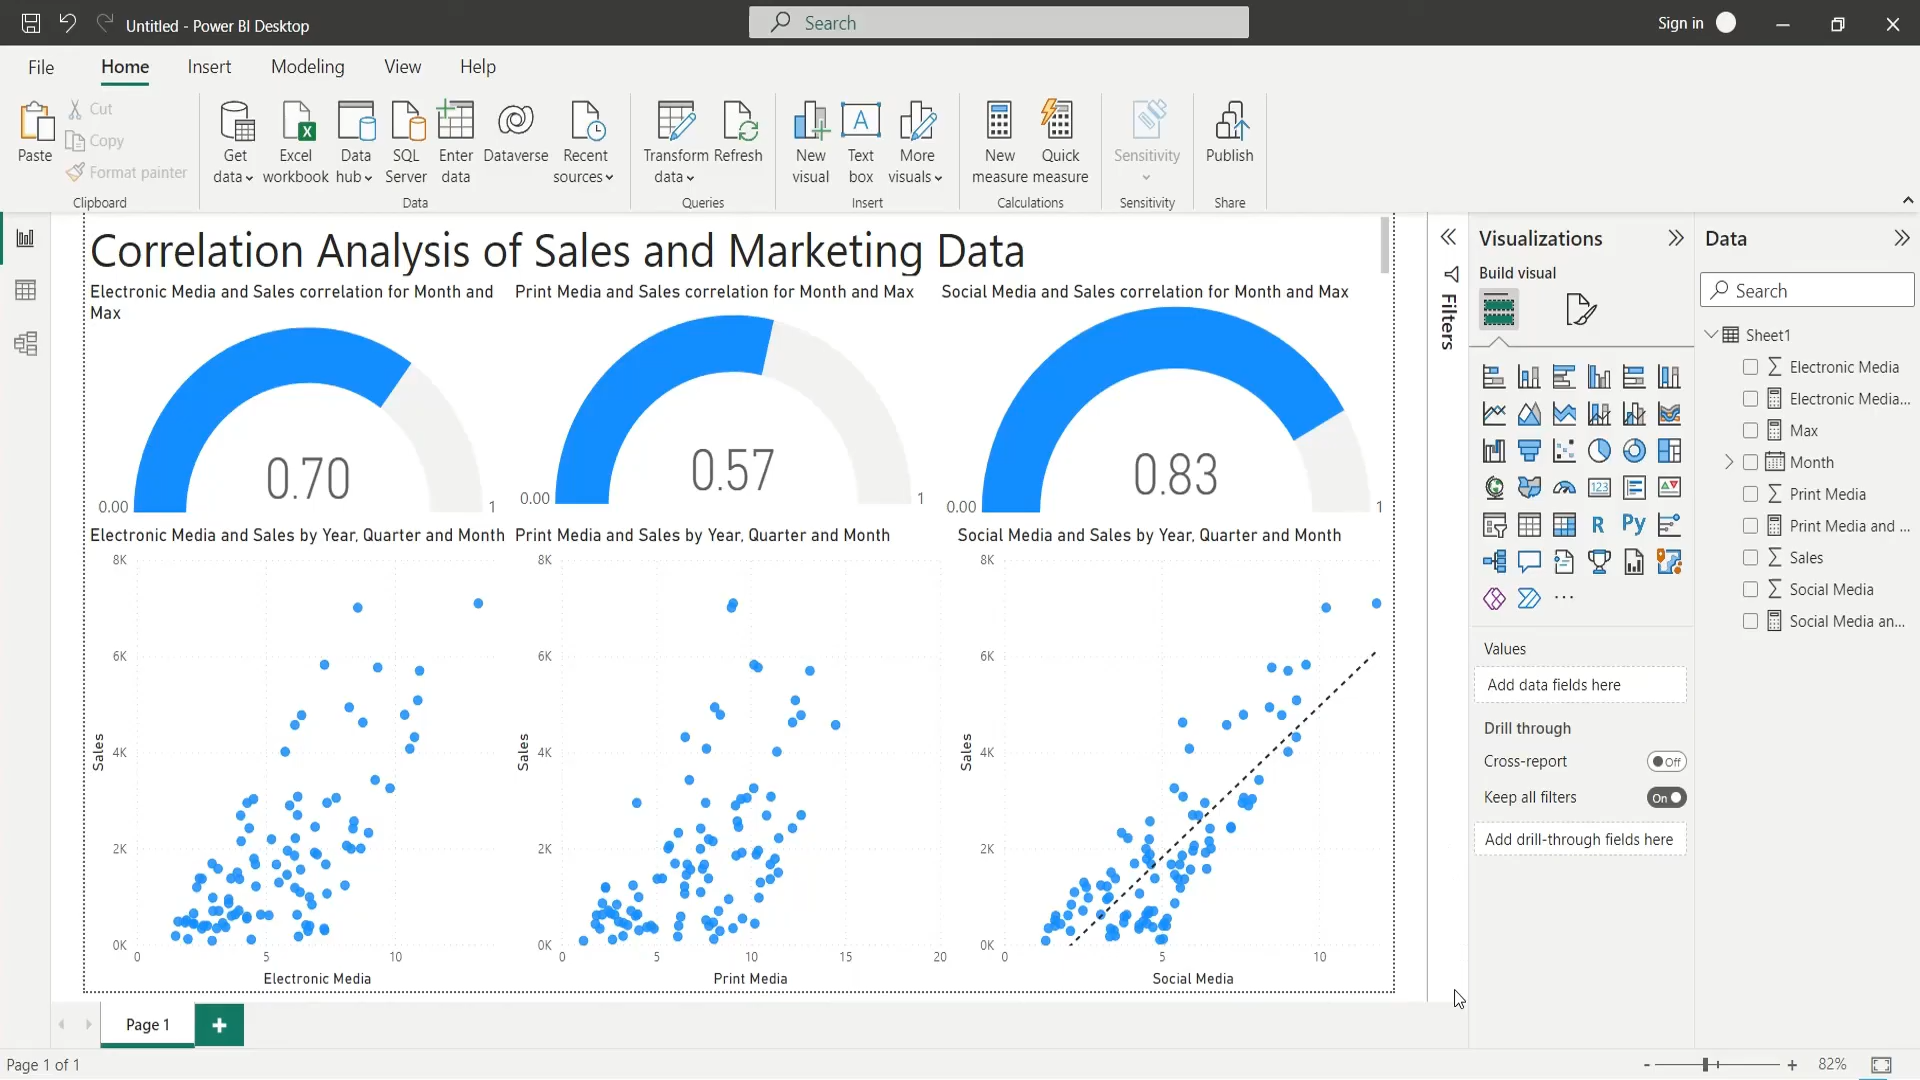 Untitled - Power BI Desktop
Search
Sign in
File Home Insert Modeling View Help
Paste
Cut
Copy
Format painter
Clipboard
Get data
Excel workbook
Data hub
SQL Server
Enter data
Dataverse
Recent sources
Data
Transform data
Refresh
Queries
New visual
Text box
More visuals
Insert
New measure
Quick measure
Calculations
Sensitivity
Sensitivity
Publish
Share
Correlation Analysis of Sales and Marketing Data
Electronic Media and Sales correlation for Month and
Max
0.70
0.00
1
Print Media and Sales correlation for Month and Max
0.57
0.00
1
Social Media and Sales correlation for Month and Max
0.83
0.00
1
Electronic Media and Sales by Year, Quarter and Month
8K
6K
4K
2K
0K
Sales
0 5 10
Electronic Media
Print Media and Sales by Year, Quarter and Month
8K
6K
4K
2K
0K
Sales
0 5 10 15 20
Print Media
Social Media and Sales by Year, Quarter and Month
8K
6K
4K
2K
0K
Sales
0 5 10
Social Media
Filters
Visualizations
Build visual
123
R
Py
Values
Add data fields here
Drill through
Cross-report
Off
Keep all filters
On
Add drill-through fields here
Data
Search
Sheet1
Electronic Media
Electronic Media...
Max
Month
Print Media
Print Media and ...
Sales
Social Media
Social Media an...
Page 1
Page 1 of 1
- + 82%